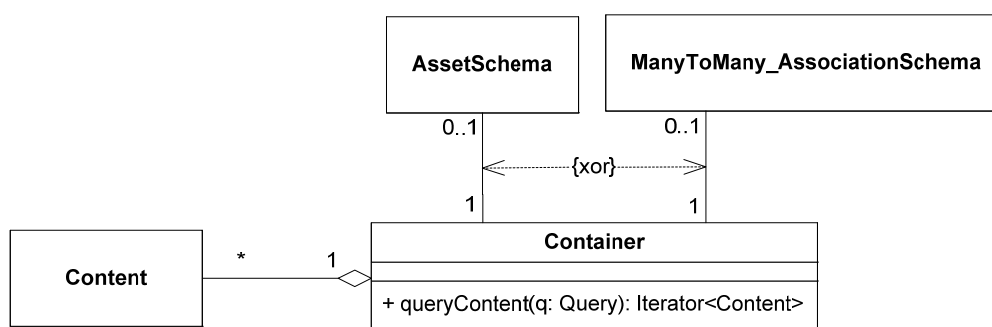 AssetSchema
ManyToMany_AssociationSchema
0..1
0..1
{xor}
1
1
Container
Content
*
1
+ queryContent(q: Query): Iterator<Content>